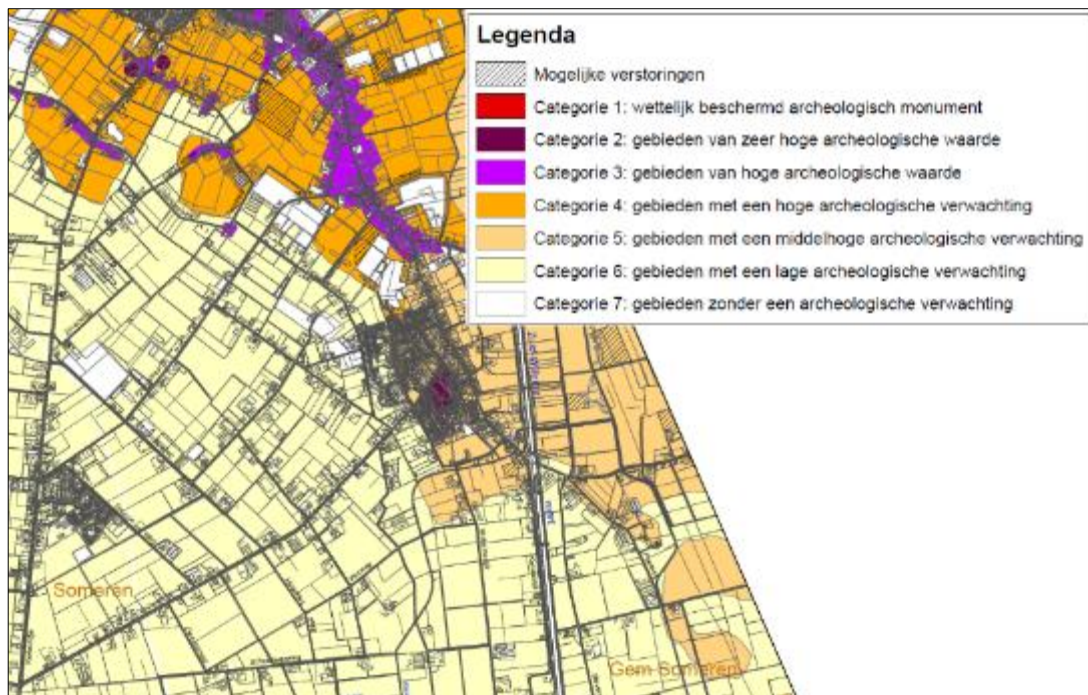 Legenda
Mogelijke verstoringen
Categorie 1: wettelijk beschermd archeologisch monument
Categorie 2: gebieden van zeer hoge archeologische waarde
Categorie 3: gebieden van hoge archeologische waarde
Categorie 4: gebieden met een hoge archeologische verwachting
Categorie 5: gebieden met een middelhoge archeologische verwachting
Categorie 6: gebieden met een lage archeologische verwachting
Categorie 7: gebieden zonder een archeologische verwachting
Someren
Gem Someren